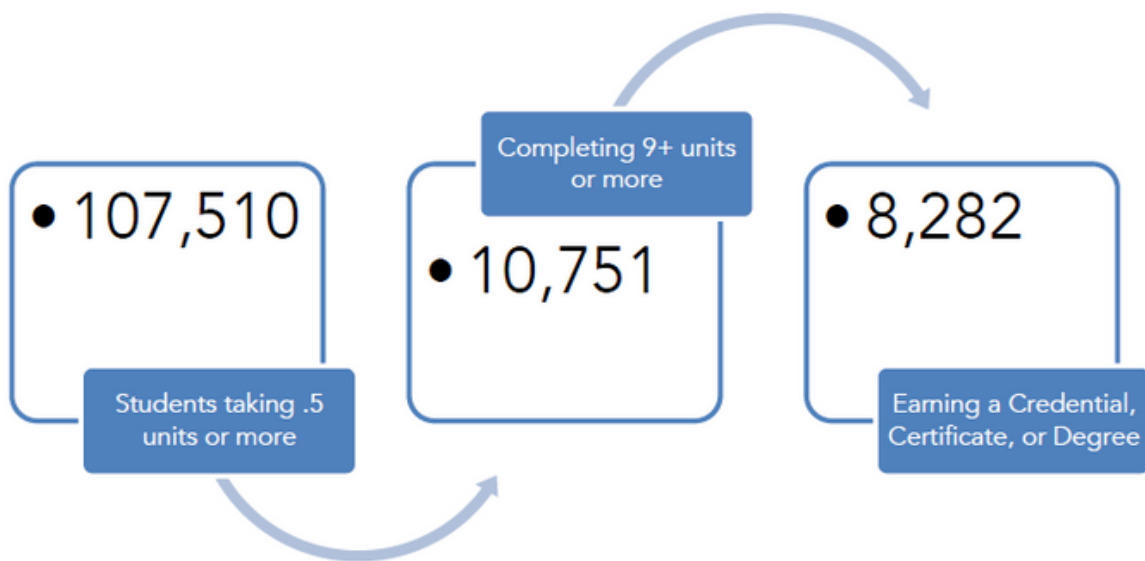 • 107,510
Students taking .5
units or more
Completing 9+ units
or more
• 10,751
• 8,282
Earning a Credential,
Certificate, or Degree